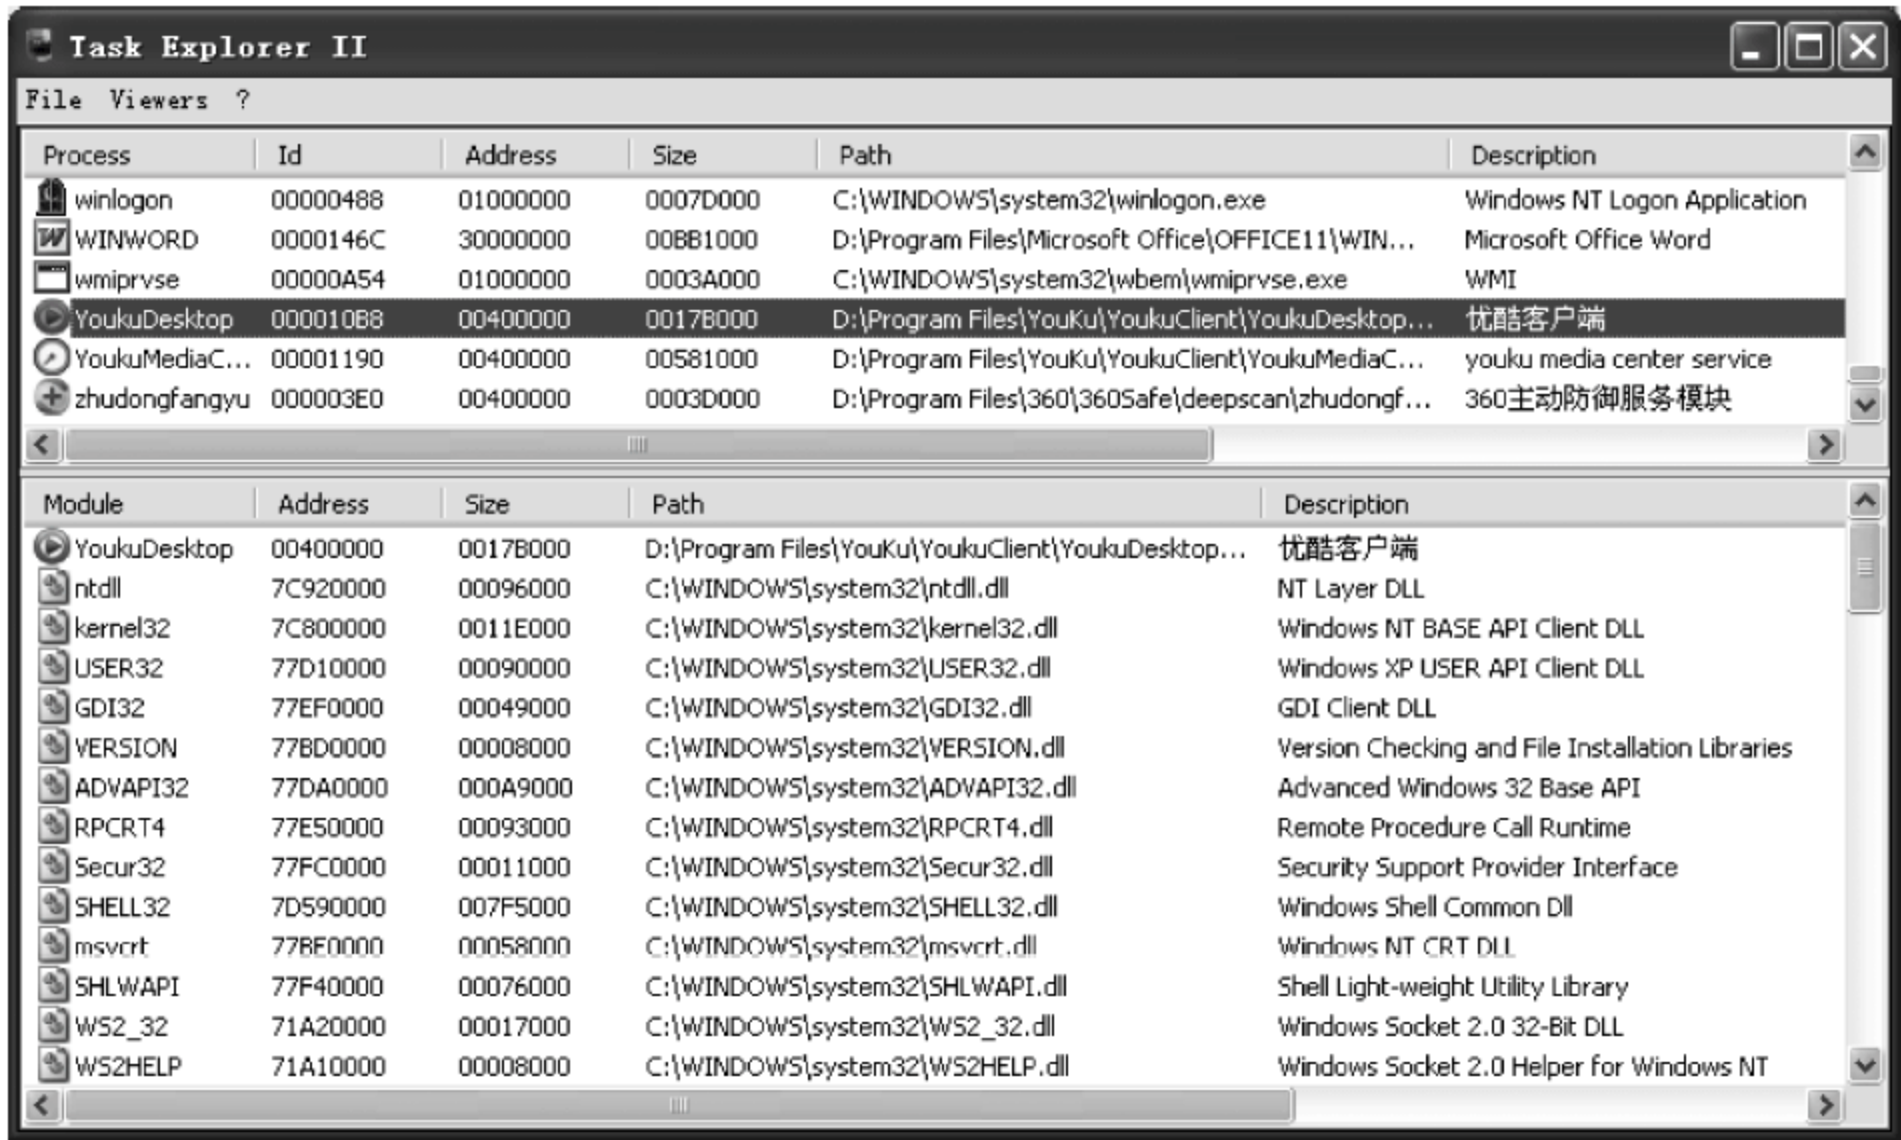 Task Explorer II
File Viewers ?
Process Id Address Size Path Description
winlogon 00000488 01000000 0007D000 C:\WINDOWS\system32\winlogon.exe Windows NT Logon Application
WINWORD 0000146C 30000000 00BB1000 D:\Program Files\Microsoft Office\OFFICE11\WIN... Microsoft Office Word
wmiprvse 00000A54 01000000 0003A000 C:\WINDOWS\system32\wbem\wmiprvse.exe WMI
YoukuDesktop 000010B8 00400000 0017B000 D:\Program Files\YouKu\YoukuClient\YoukuDesktop... 优酷客户端
YoukuMediaC... 00001190 00400000 00581000 D:\Program Files\YouKu\YoukuClient\YoukuMediaC... youku media center service
zhudongfangyu 000003E0 00400000 0003D000 D:\Program Files\360\360Safe\deepscan\zhudongf... 360主动防御服务模块
Module Address Size Path Description
YoukuDesktop 00400000 0017B000 D:\Program Files\YouKu\YoukuClient\YoukuDesktop... 优酷客户端
ntdll 7C920000 00096000 C:\WINDOWS\system32\ntdll.dll NT Layer DLL
kernel32 7C800000 0011E000 C:\WINDOWS\system32\kernel32.dll Windows NT BASE API Client DLL
USER32 77D10000 00090000 C:\WINDOWS\system32\USER32.dll Windows XP USER API Client DLL
GDI32 77EF0000 00049000 C:\WINDOWS\system32\GDI32.dll GDI Client DLL
VERSION 77BD0000 00008000 C:\WINDOWS\system32\VERSION.dll Version Checking and File Installation Libraries
ADVAPI32 77DA0000 000A9000 C:\WINDOWS\system32\ADVAPI32.dll Advanced Windows 32 Base API
RPCRT4 77E50000 00093000 C:\WINDOWS\system32\RPCRT4.dll Remote Procedure Call Runtime
Secur32 77FC0000 00011000 C:\WINDOWS\system32\Secur32.dll Security Support Provider Interface
SHELL32 7D590000 007F5000 C:\WINDOWS\system32\SHELL32.dll Windows Shell Common Dll
msvcrt 77BE0000 00058000 C:\WINDOWS\system32\msvcrt.dll Windows NT CRT DLL
SHLWAPI 77F40000 00076000 C:\WINDOWS\system32\SHLWAPI.dll Shell Light-weight Utility Library
WS2_32 71A20000 00017000 C:\WINDOWS\system32\WS2_32.dll Windows Socket 2.0 32-Bit DLL
WS2HELP 71A10000 00008000 C:\WINDOWS\system32\WS2HELP.dll Windows Socket 2.0 Helper for Windows NT